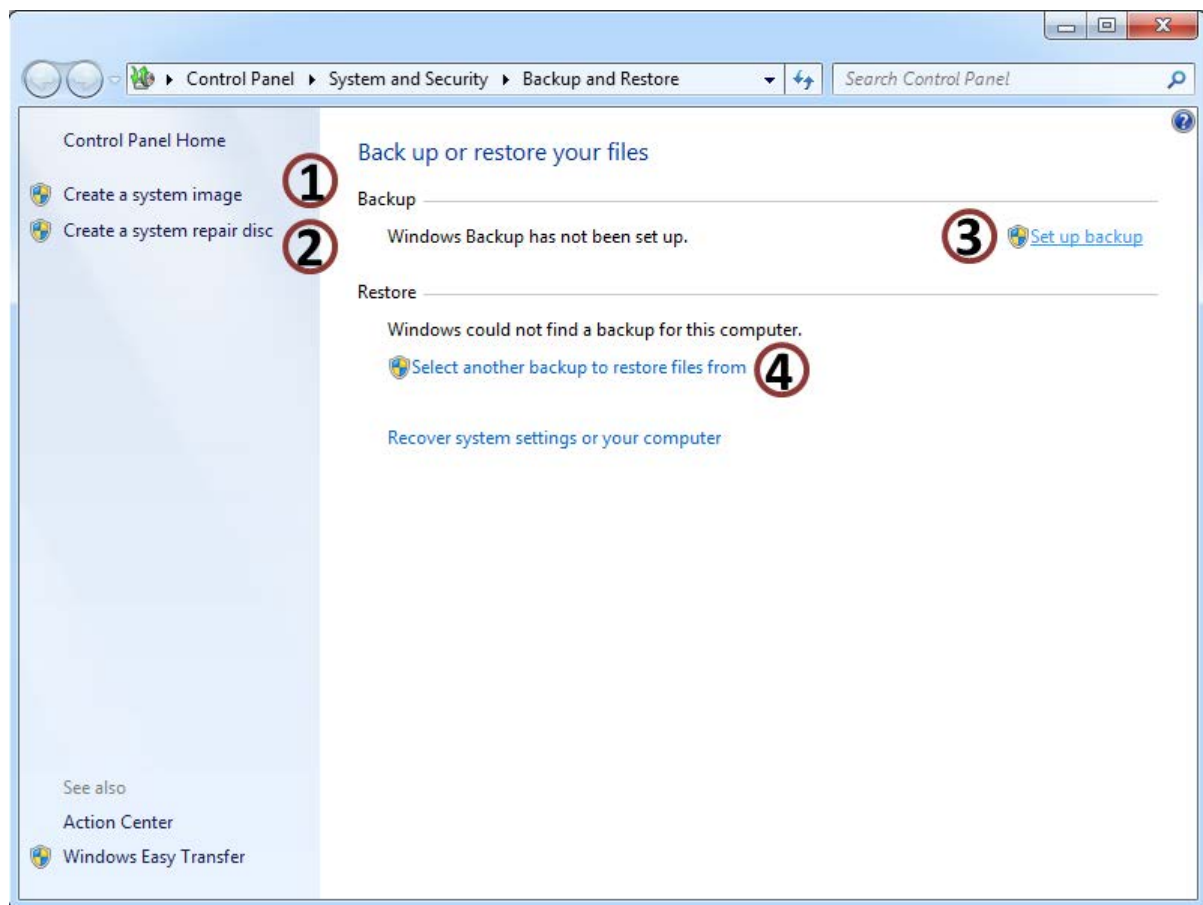 Control Panel ▸ System and Security ▸ Backup and Restore
Search Control Panel
Control Panel Home
Create a system image
1
Create a system repair disc
2
Back up or restore your files
Backup
Windows Backup has not been set up.
3
Set up backup
Restore
Windows could not find a backup for this computer.
Select another backup to restore files from
4
Recover system settings or your computer
See also
Action Center
Windows Easy Transfer